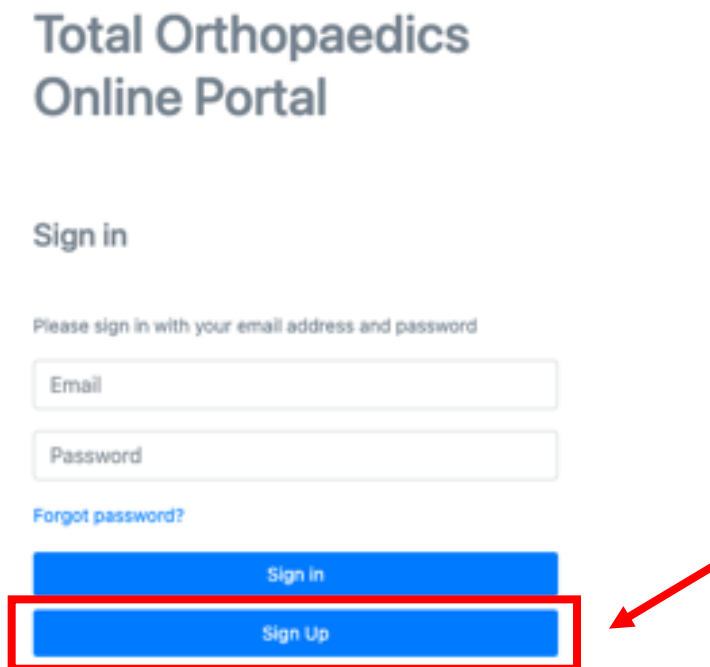 Total Orthopaedics
Online Portal
Sign in
Please sign in with your email address and password
Email
Password
Forgot password?
Sign in
Sign Up